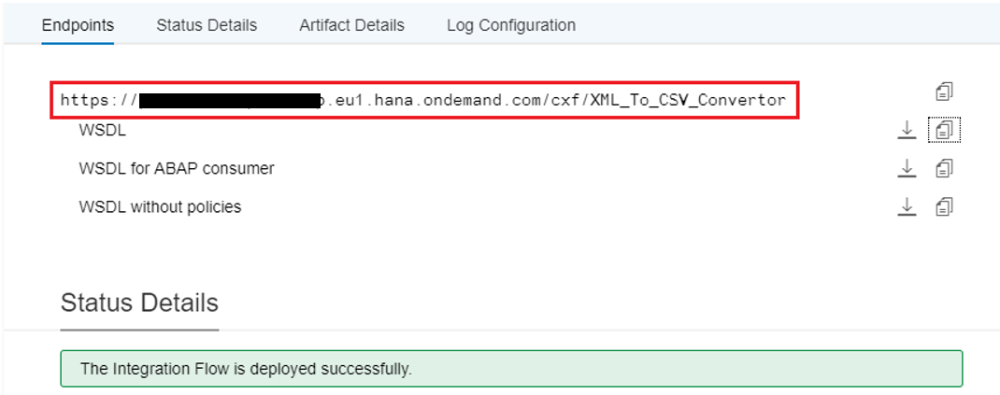 Endpoints Status Details Artifact Details Log Configuration
https:// .eu1.hana.ondemand.com/cxf/XML_To_CSV_Convertor
WSDL
WSDL for ABAP consumer
WSDL without policies
Status Details
The Integration Flow is deployed successfully.